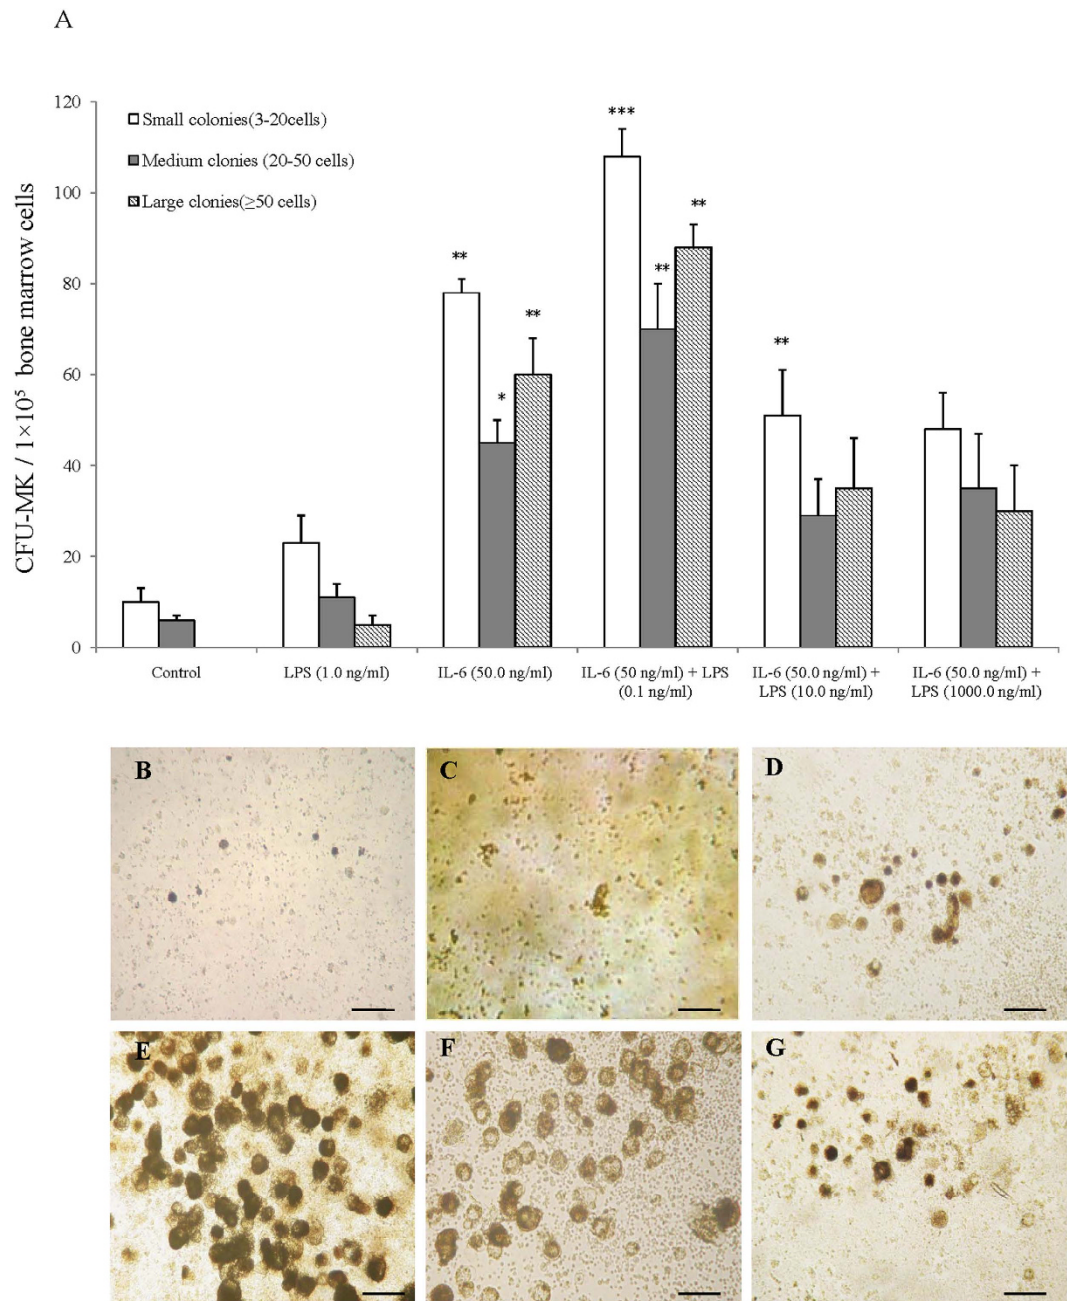 A
120
100
80
60
40
20
0
CFU-MK / 1×10⁵ bone marrow cells
Small colonies(3-20cells)
Medium clonies (20-50 cells)
Large clonies(≥50 cells)
**
*
**
***
**
**
**
Control
LPS (1.0 ng/ml)
IL-6 (50.0 ng/ml)
IL-6 (50 ng/ml) + LPS
(0.1 ng/ml)
IL-6 (50.0 ng/ml) +
LPS (10.0 ng/ml)
IL-6 (50.0 ng/ml) +
LPS (1000.0 ng/ml)
B
C
D
E
F
G